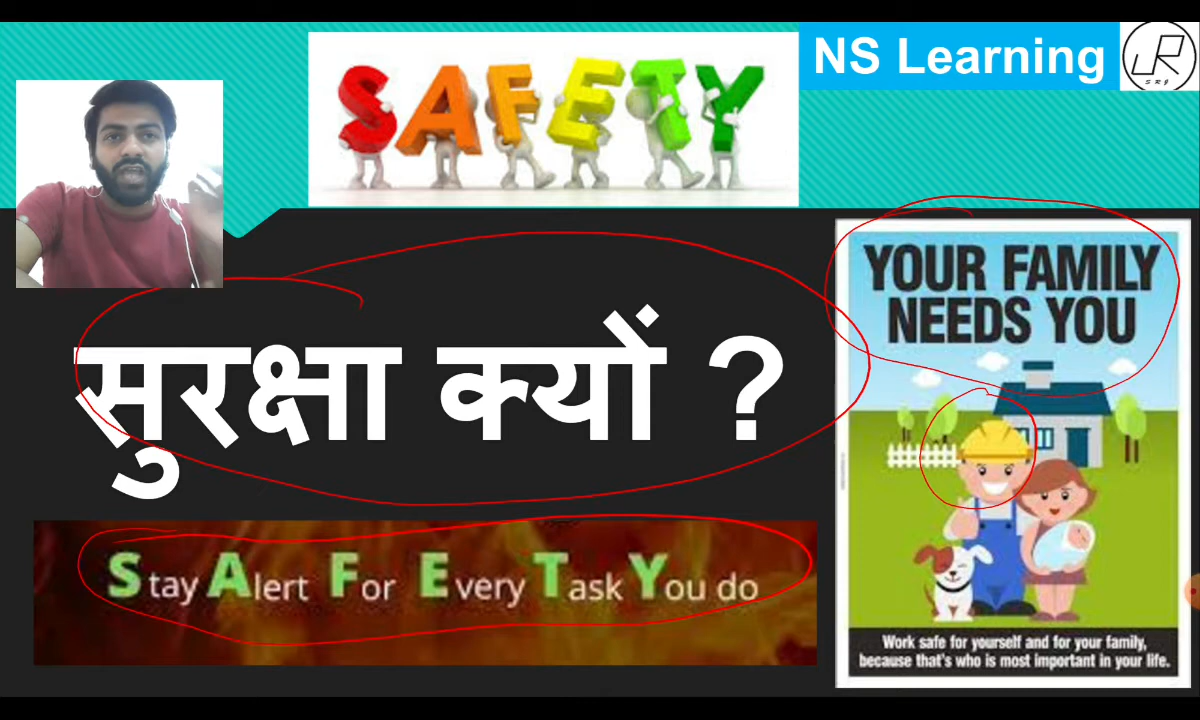 SAFETY
NS Learning
SRJ
YOUR FAMILY
NEEDS YOU
सुरक्षा क्यों ?
Stay Alert For Every Task You do
Work safe for yourself and for your family,
because that's who is most important in your life.